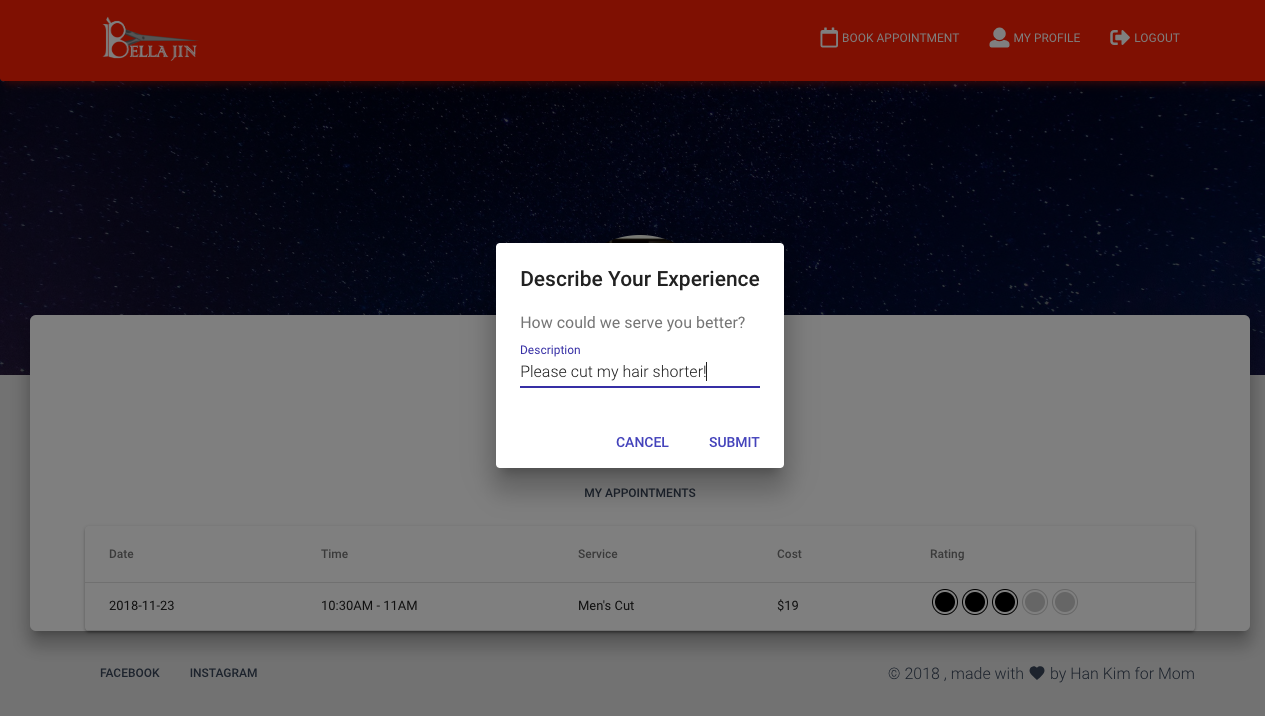 BELLA JIN
BOOK APPOINTMENT
MY PROFILE
LOGOUT
Describe Your Experience
How could we serve you better?
Description
Please cut my hair shorter!
CANCEL
SUBMIT
MY APPOINTMENTS
Date Time Service Cost Rating
2018-11-23 10:30AM - 11AM Men's Cut $19
FACEBOOK
INSTAGRAM
© 2018 , made with ♥ by Han Kim for Mom